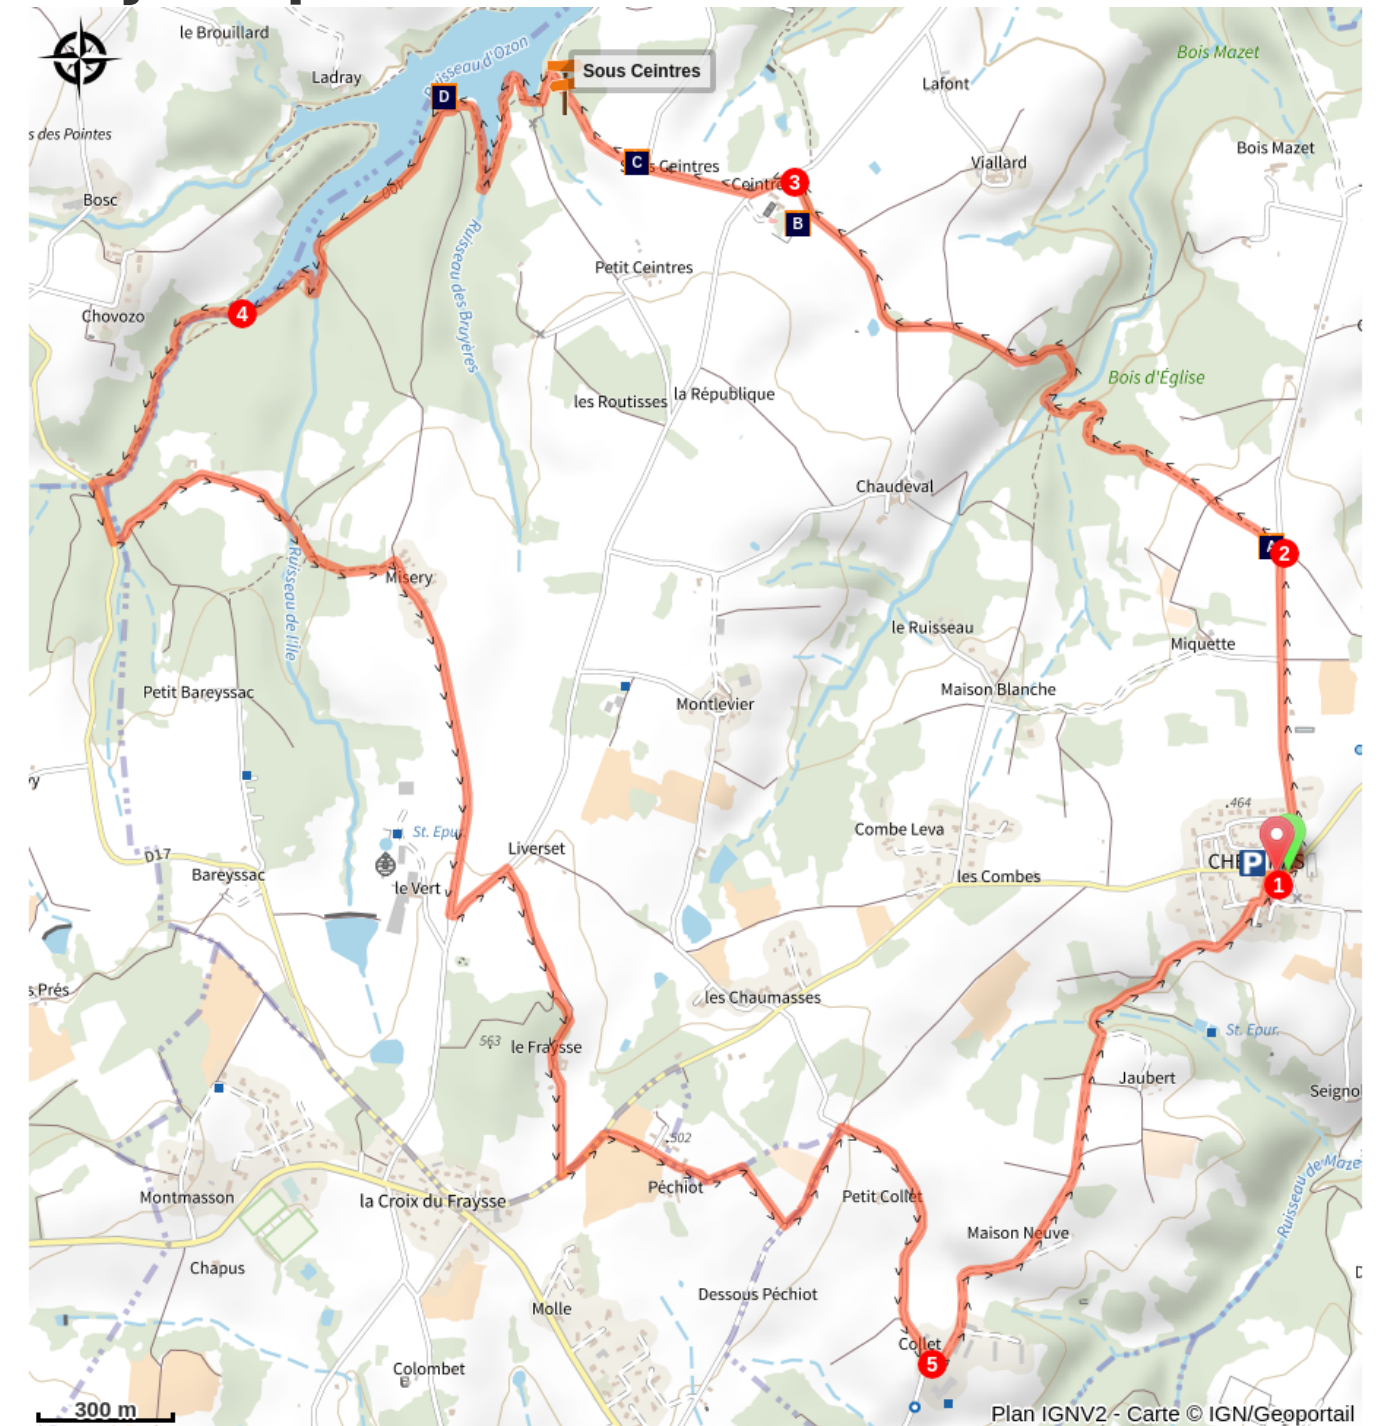 le Brouillard
Ruisseau d'Ozon
Bois Mazet
Sous Ceintres
Ladray
Lafont
D
s des Pointes
Bois Mazet
C
Sous Ceintres
Viallard
Ceintres
3
400
Bosc
B
Petit Ceintres
Ruisseau des Bruyères
4
Chovozo
Bois d'Église
la République
les Routisses
Chaudeval
A
2
Misery
Ruisseau de l'Ile
le Ruisseau
Miquette
Petit Bareyssac
Maison Blanche
Montlevier
ry
.464
Combe Leva
St. Epur.
Liverset
D17
P
CHE
S
Bareyssac
les Combes
le Vert
1
s Prés
les Chaumasses
St. Epur.
563
le Fraysse
Jaubert
Seigno
.502
Ruisseau de Maze
Péchiot
Petit Collet
Montmasson
la Croix du Fraysse
Maison Neuve
Chapus
Dessous Péchiot
Molle
Collet
5
Colombet
300 m
Plan IGNV2 - Carte © IGN/Geoportail